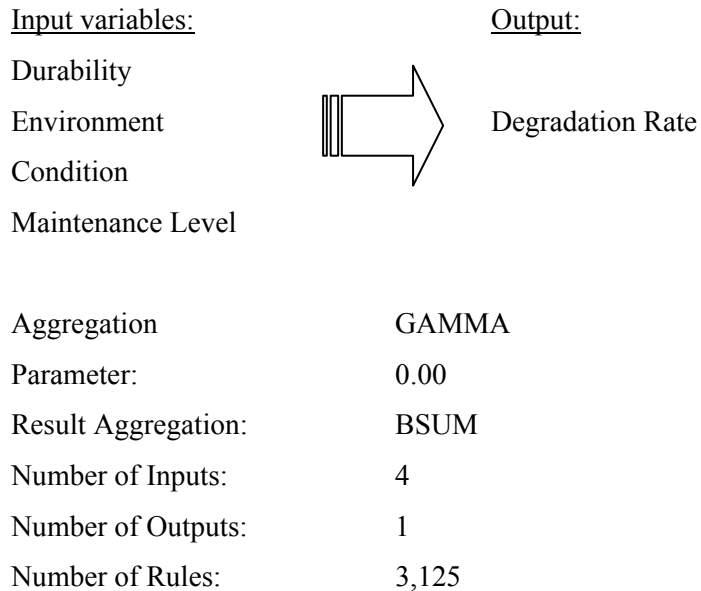 Input variables: Output:
Durability
Environment Degradation Rate
Condition
Maintenance Level
Aggregation GAMMA
Parameter: 0.00
Result Aggregation: BSUM
Number of Inputs: 4
Number of Outputs: 1
Number of Rules: 3,125